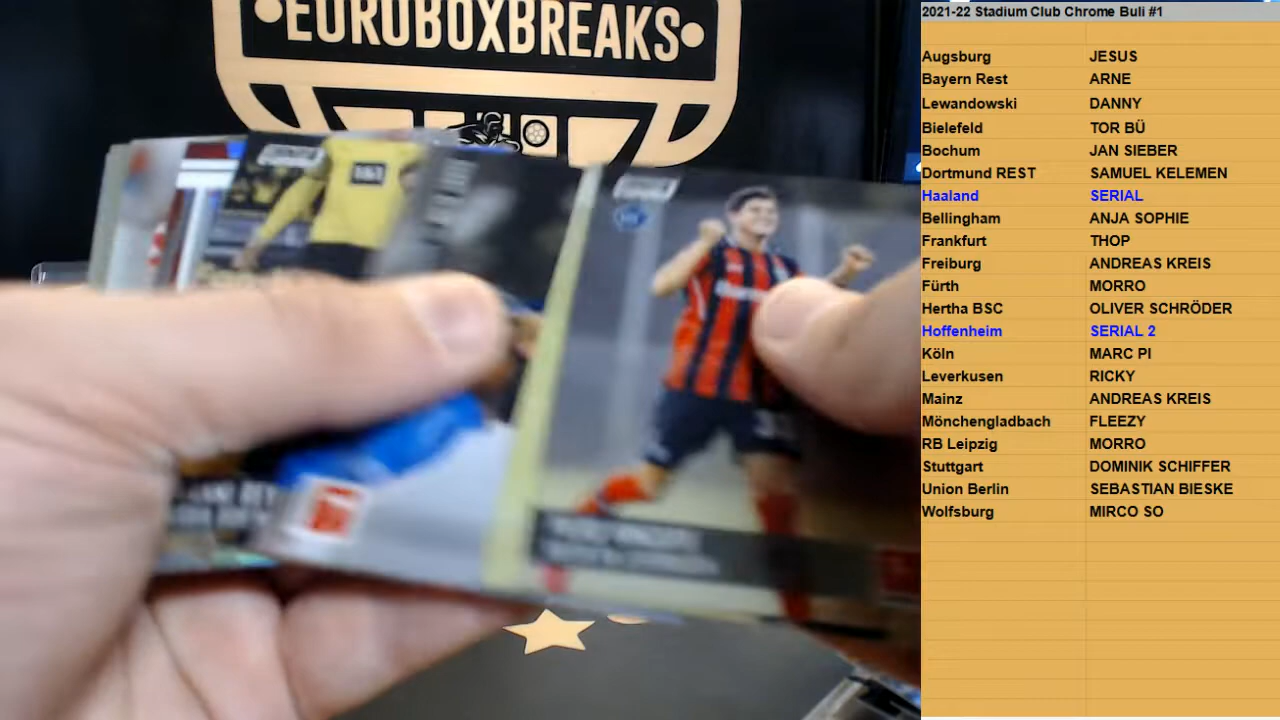 EUROBOXBREAKS
2021-22 Stadium Club Chrome Buli #1
Augsburg JESUS
Bayern Rest ARNE
Lewandowski DANNY
Bielefeld TOR BÜ
Bochum JAN SIEBER
Dortmund REST SAMUEL KELEMEN
Haaland SERIAL
Bellingham ANJA SOPHIE
Frankfurt THOP
Freiburg ANDREAS KREIS
Fürth MORRO
Hertha BSC OLIVER SCHRÖDER
Hoffenheim SERIAL 2
Köln MARC PI
Leverkusen RICKY
Mainz ANDREAS KREIS
Mönchengladbach FLEEZY
RB Leipzig MORRO
Stuttgart DOMINIK SCHIFFER
Union Berlin SEBASTIAN BIESKE
Wolfsburg MIRCO SO